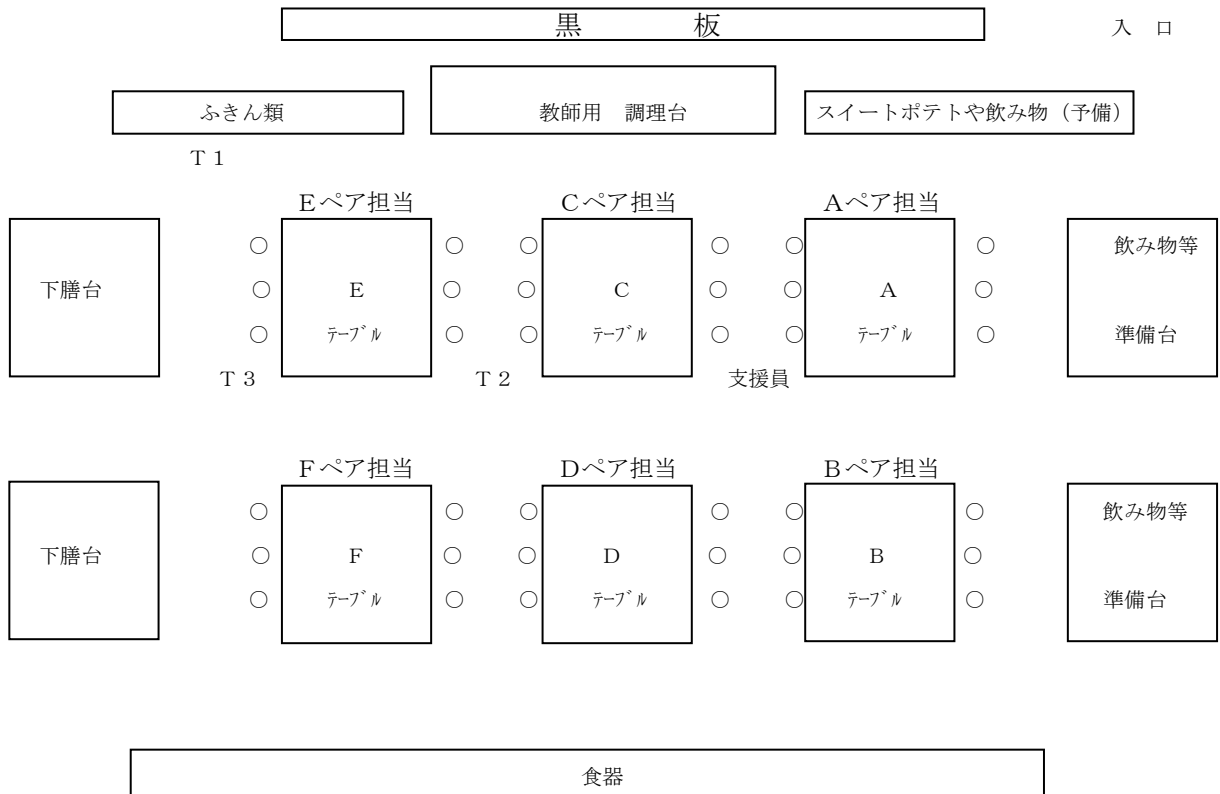 黒　　　　板
入　口
ふきん類
教師用　調理台
スイートポテトや飲み物（予備）
Ｔ１
Ｅペア担当
Ｃペア担当
Ａペア担当
○ ○ ○ ○ ○ ○
飲み物等
下膳台
○ Ｅ ○ ○ Ｃ ○ ○ Ａ ○
○ ﾃｰﾌﾞﾙ ○ ○ ﾃｰﾌﾞﾙ ○ ○ ﾃｰﾌﾞﾙ ○
準備台
Ｔ３
Ｔ２
支援員
Ｆペア担当
Ｄペア担当
Ｂペア担当
○ ○ ○ ○ ○ ○
飲み物等
下膳台
○ Ｆ ○ ○ Ｄ ○ ○ Ｂ ○
○ ﾃｰﾌﾞﾙ ○ ○ ﾃｰﾌﾞﾙ ○ ○ ﾃｰﾌﾞﾙ ○
準備台
食器